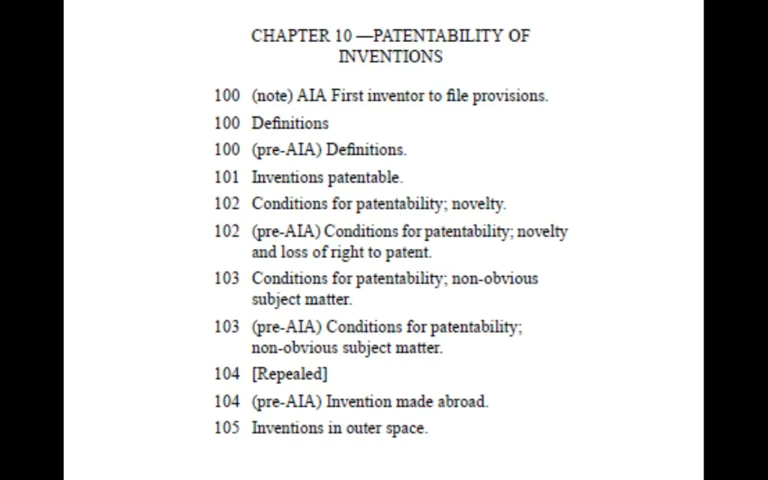 CHAPTER 10 —PATENTABILITY OF
INVENTIONS
100 (note) AIA First inventor to file provisions.
100 Definitions
100 (pre-AIA) Definitions.
101 Inventions patentable.
102 Conditions for patentability; novelty.
102 (pre-AIA) Conditions for patentability; novelty
and loss of right to patent.
103 Conditions for patentability; non-obvious
subject matter.
103 (pre-AIA) Conditions for patentability;
non-obvious subject matter.
104 [Repealed]
104 (pre-AIA) Invention made abroad.
105 Inventions in outer space.